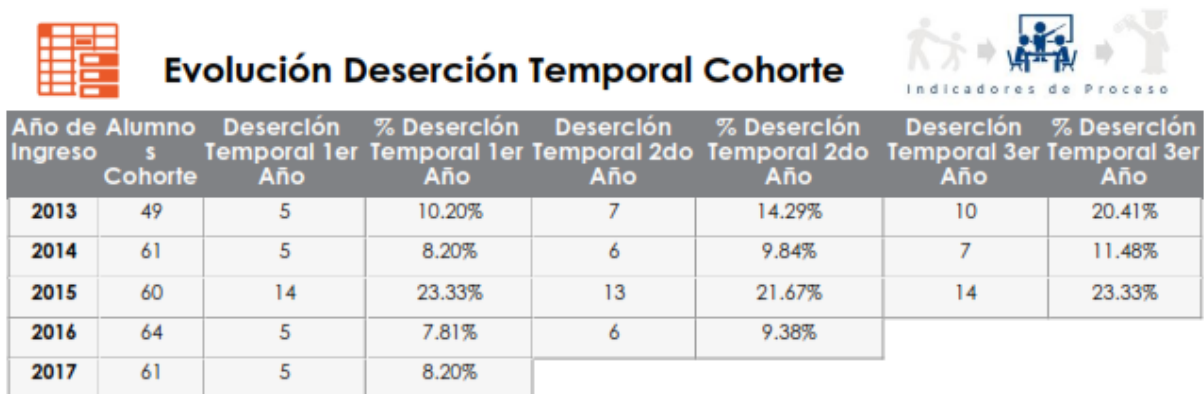 Evolución Deserción Temporal Cohorte
Indicadores de Proceso
Año de Alumno Deserción % Deserción Deserción % Deserción Deserción % Deserción
Ingreso s Temporal 1er Temporal 1er Temporal 2do Temporal 2do Temporal 3er Temporal 3er
Cohorte Año Año Año Año Año Año
2013 49 5 10.20% 7 14.29% 10 20.41%
2014 61 5 8.20% 6 9.84% 7 11.48%
2015 60 14 23.33% 13 21.67% 14 23.33%
2016 64 5 7.81% 6 9.38%
2017 61 5 8.20%